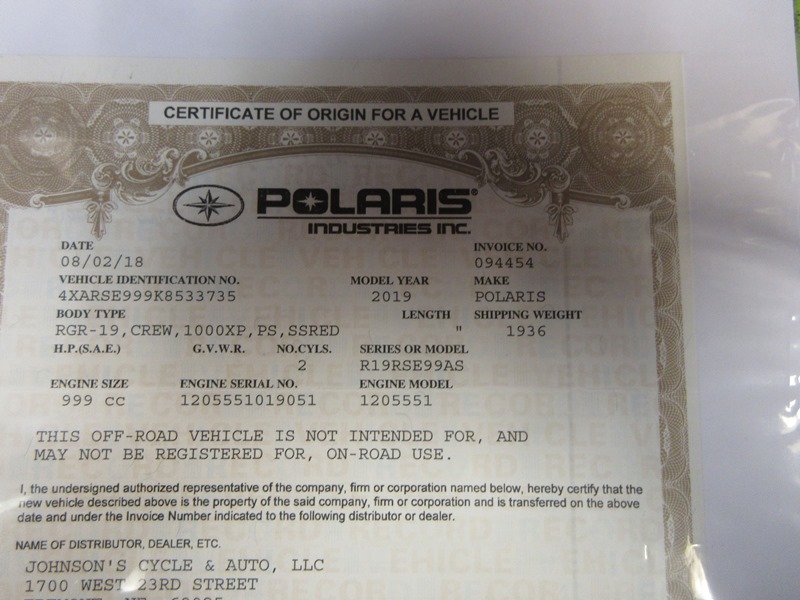 CERTIFICATE OF ORIGIN FOR A VEHICLE
POLARIS®
INDUSTRIES INC.
DATE INVOICE NO.
08/02/18 094454
VEHICLE IDENTIFICATION NO. MODEL YEAR MAKE
4XARSE999K8533735 2019 POLARIS
BODY TYPE LENGTH SHIPPING WEIGHT
RGR-19,CREW,1000XP,PS,SSRED " 1936
H.P.(S.A.E.) G.V.W.R. NO.CYLS. SERIES OR MODEL
2 R19RSE99AS
ENGINE SIZE ENGINE SERIAL NO. ENGINE MODEL
999 cc 1205551019051 1205551
THIS OFF-ROAD VEHICLE IS NOT INTENDED FOR, AND
MAY NOT BE REGISTERED FOR, ON-ROAD USE.
I, the undersigned authorized representative of the company, firm or corporation named below, hereby certify that the
new vehicle described above is the property of the said company, firm or corporation and is transferred on the above
date and under the Invoice Number indicated to the following distributor or dealer.
NAME OF DISTRIBUTOR, DEALER, ETC.
JOHNSON'S CYCLE & AUTO, LLC
1700 WEST 23RD STREET